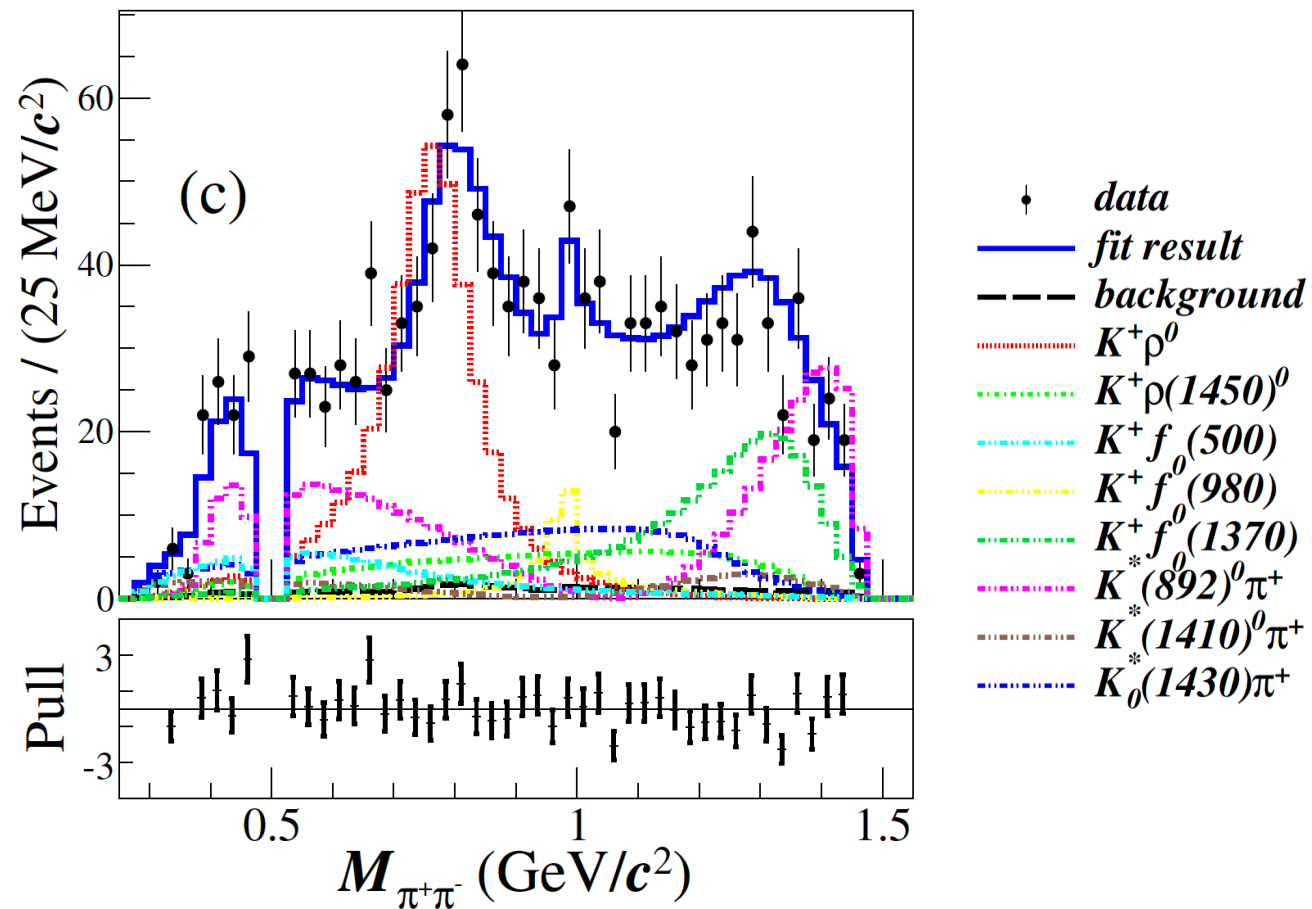 Events / (25 MeV/c²)
60
40
20
0
(c)
data
fit result
background
K⁺ρ⁰
K⁺ρ(1450)⁰
K⁺f₀(500)
K⁺f₀(980)
K⁺f₀(1370)
K*(892)⁰π⁺
K*(1410)⁰π⁺
K₀*(1430)π⁺
Pull
3
-3
0.5
1
1.5
M π⁺π⁻ (GeV/c²)